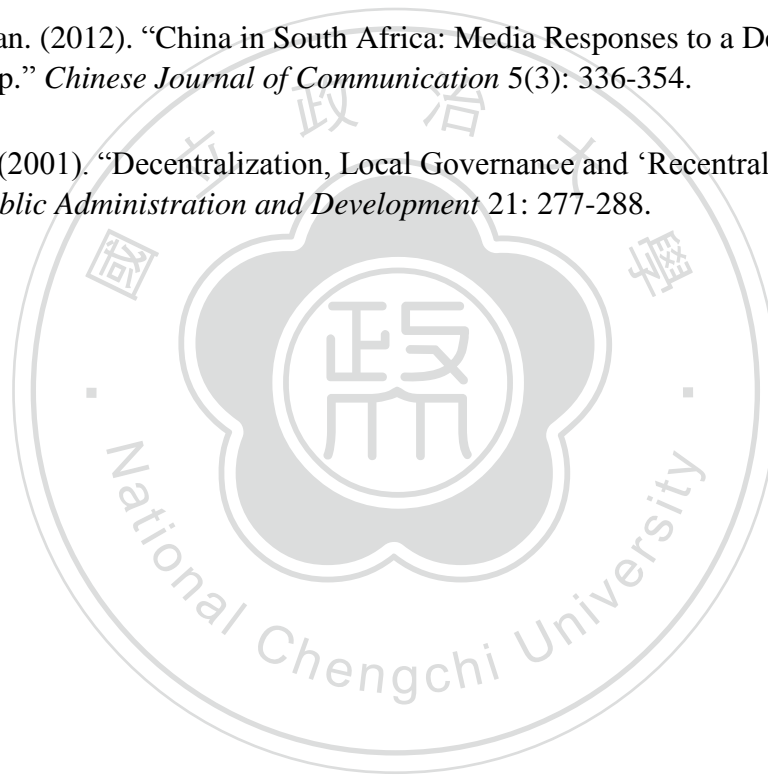 an. (2012). “China in South Africa: Media Responses to a De
p.” Chinese Journal of Communication 5(3): 336-354.
(2001). “Decentralization, Local Governance and ‘Recentral
blic Administration and Development 21: 277-288.
國立政治大學
政
National Chengchi University